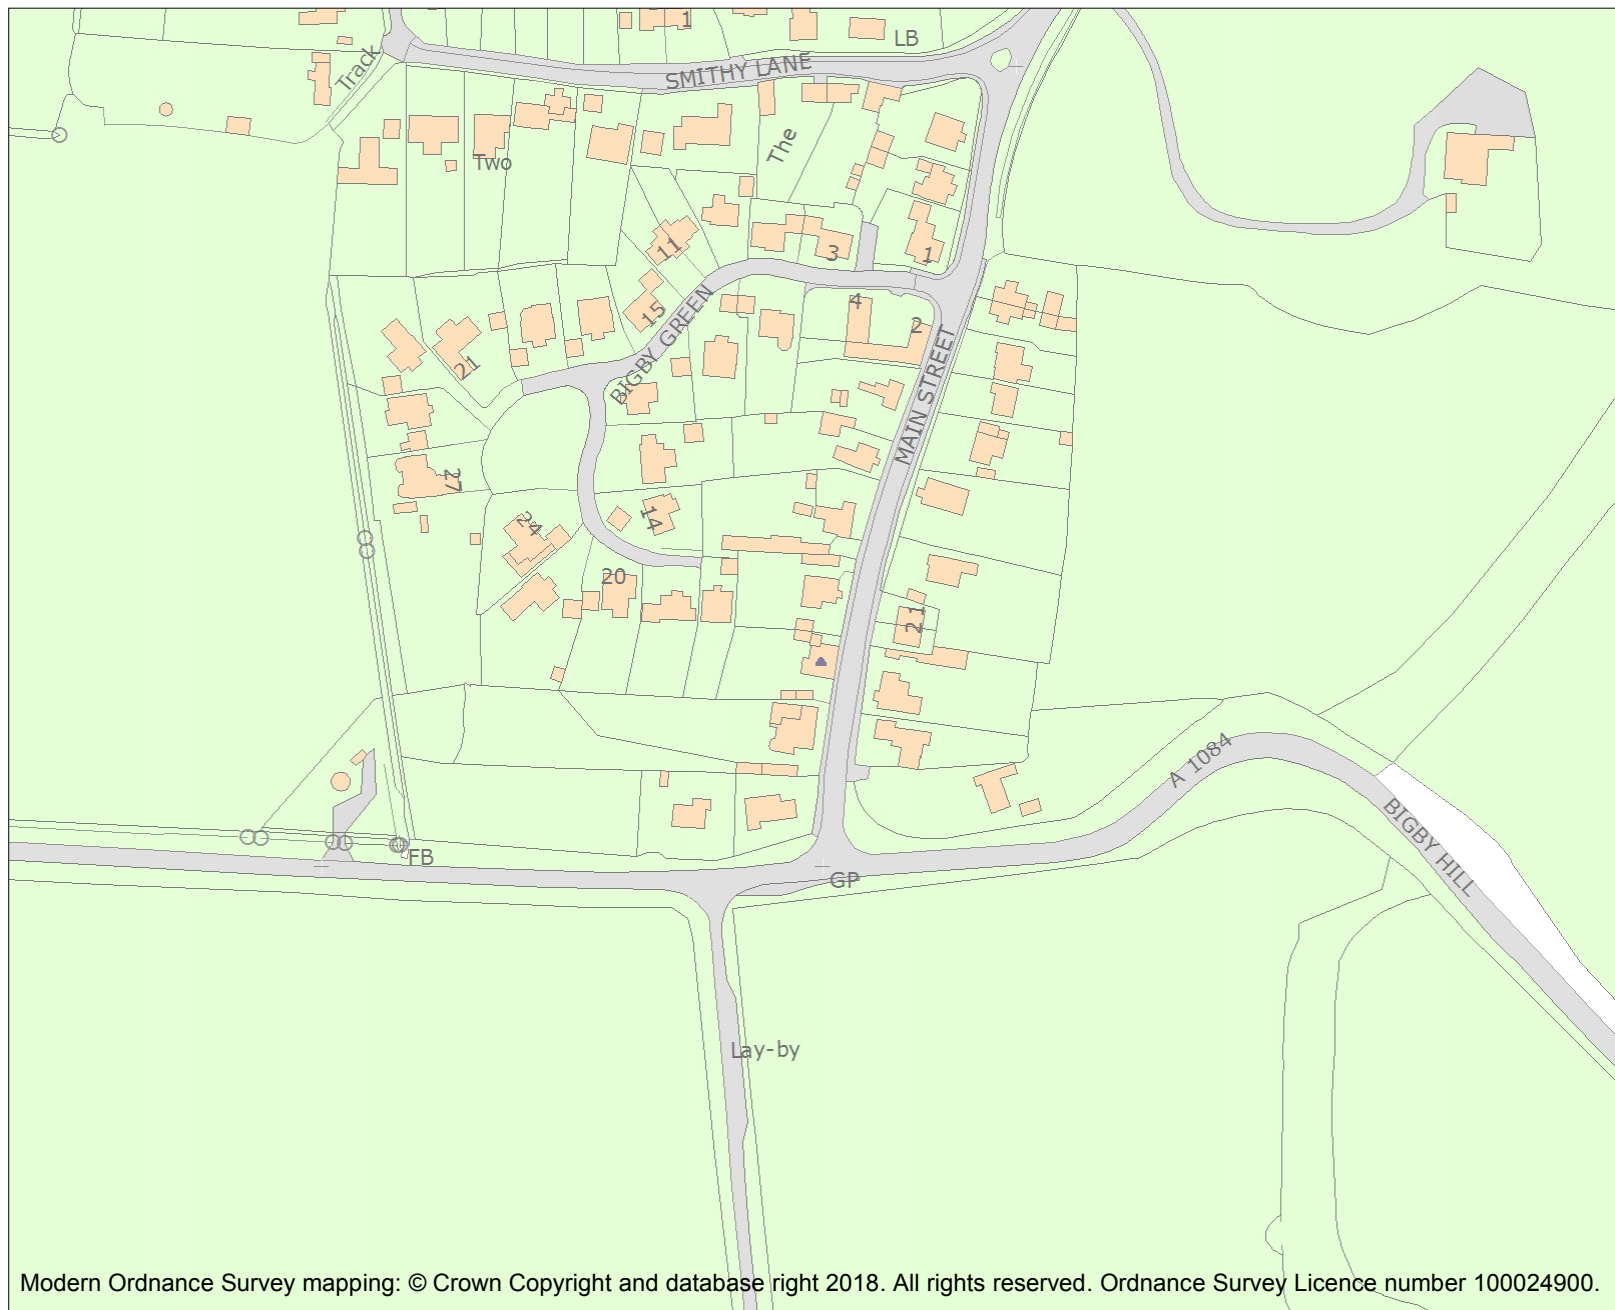 1
LB
Track
SMITHY LANE
The
Two
11
3
1
4
15
2
BIGBY GREEN
MAIN STREET
21
27
14
24
20
21
A 1084
BIGBY HILL
FB
GP
Lay-by
Modern Ordnance Survey mapping: © Crown Copyright and database right 2018. All rights reserved. Ordnance Survey Licence number 100024900.